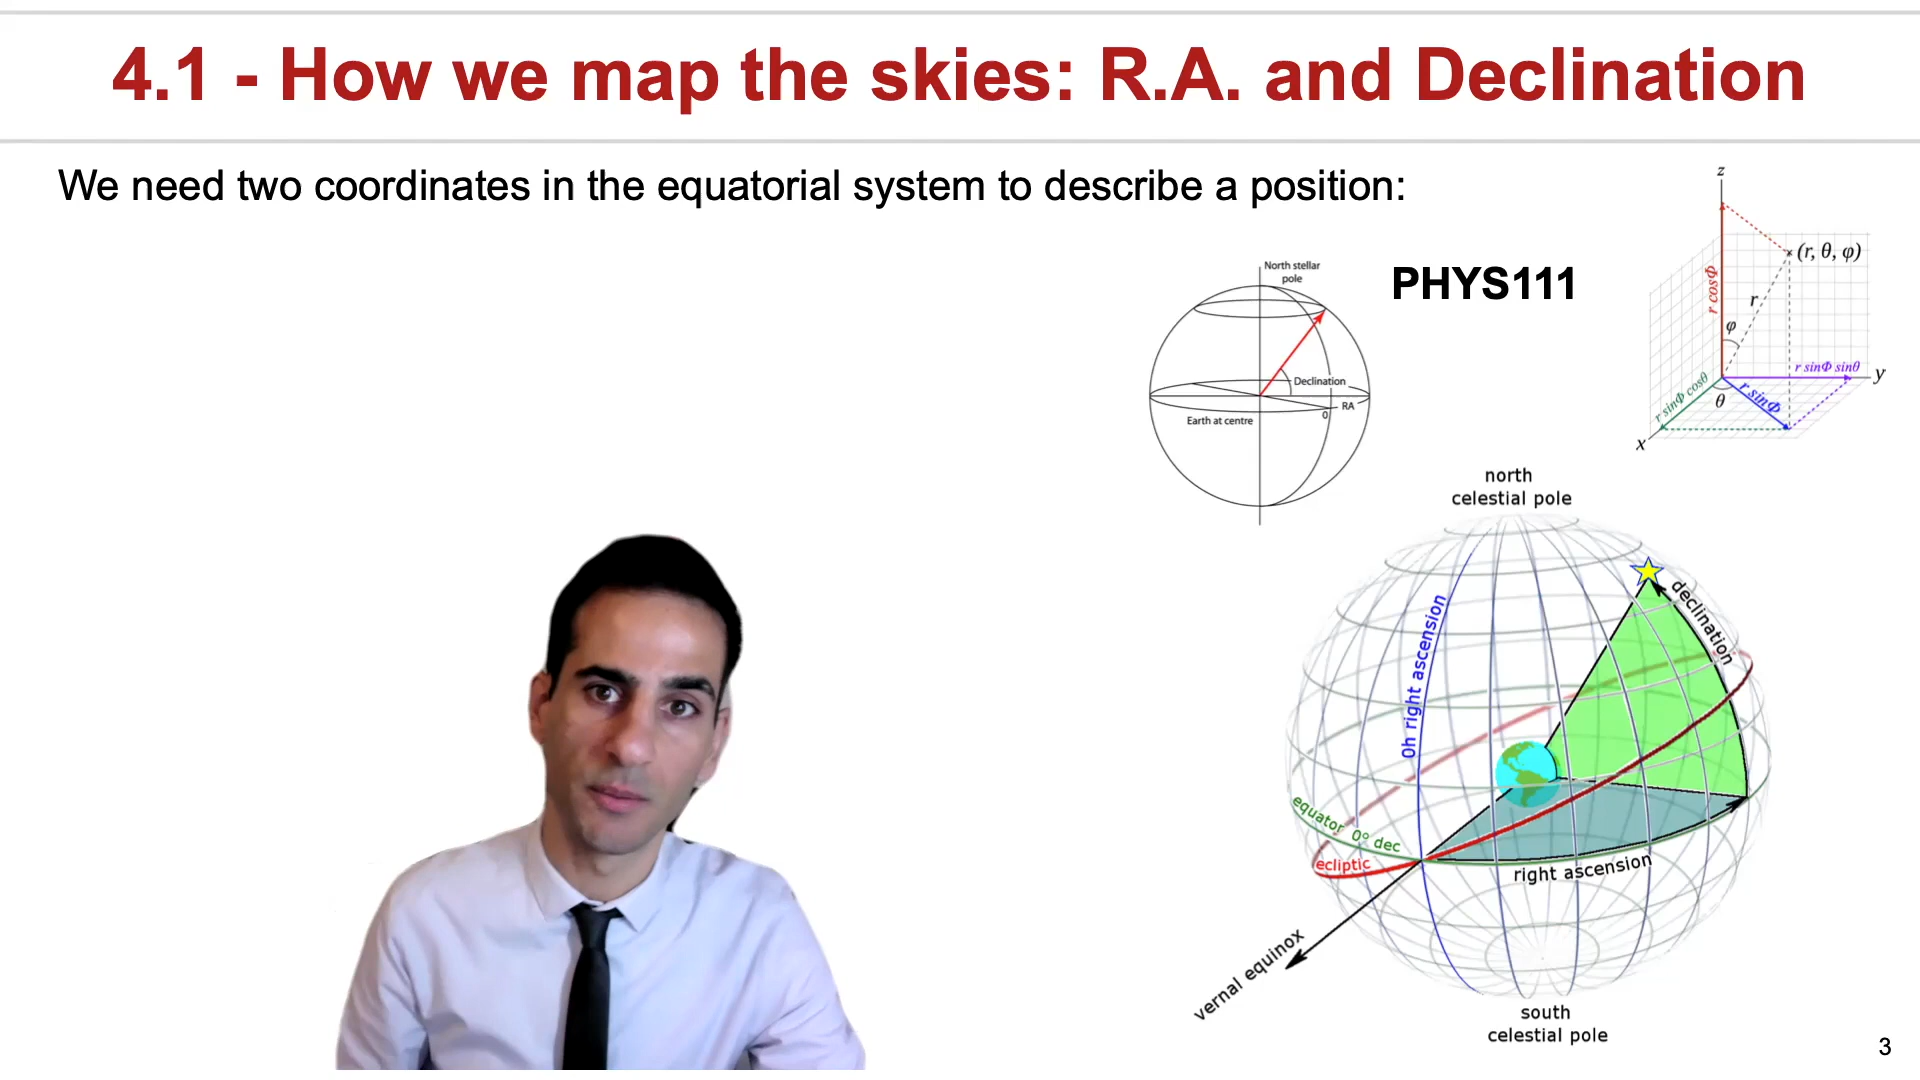 4.1 - How we map the skies: R.A. and Declination
We need two coordinates in the equatorial system to describe a position:
North stellar
pole
Declination
RA
0
Earth at centre
PHYS111
z
(r, θ, φ)
r cosΦ
r
φ
r sinΦ sinθ
y
r sinΦ cosθ
θ
r sinΦ
x
north
celestial pole
declination
0h right ascension
equator 0° dec
ecliptic
right ascension
vernal equinox
south
celestial pole
3